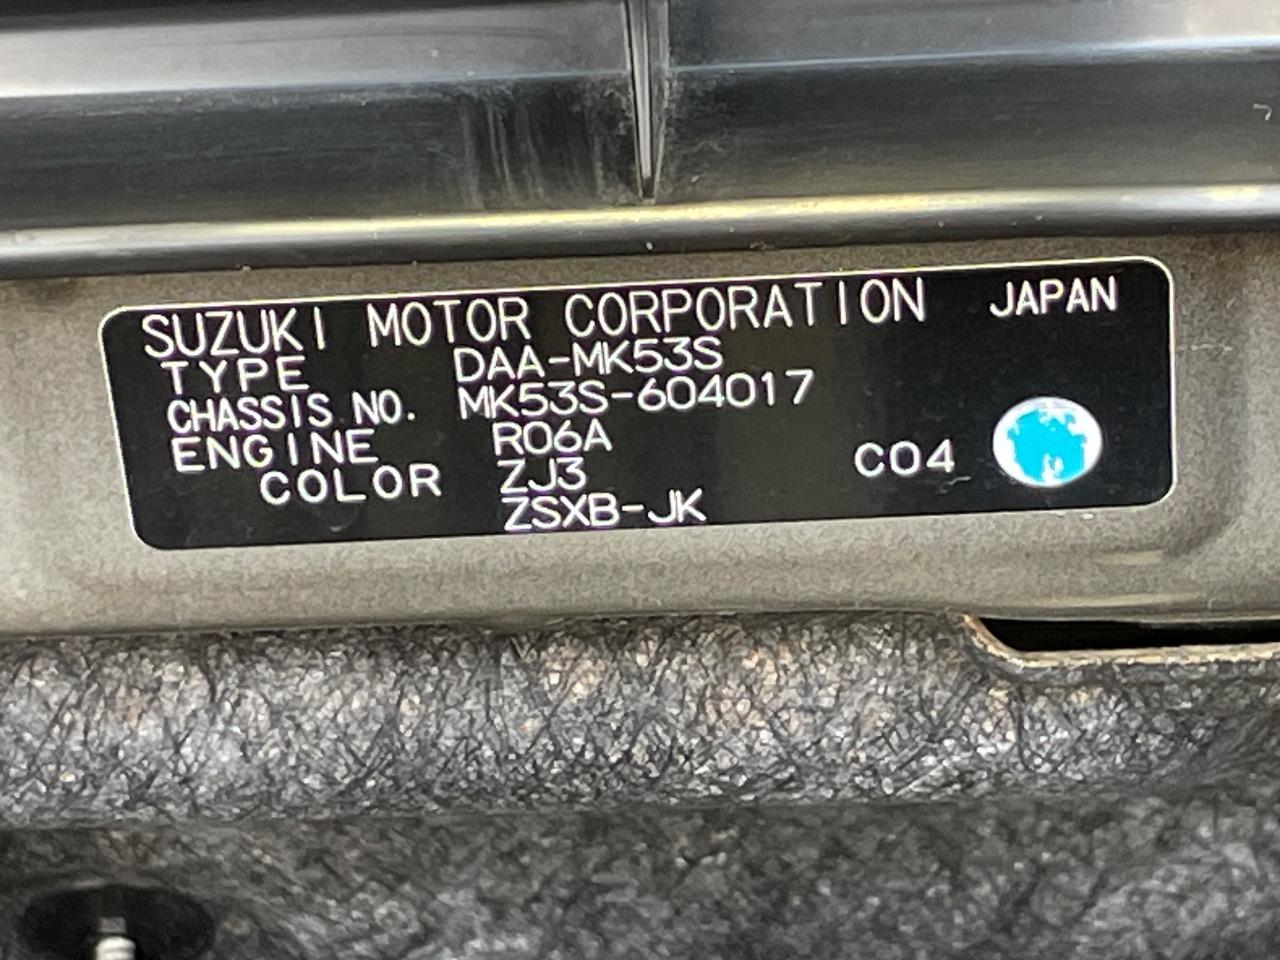 SUZUKI MOTOR CORPORATION JAPAN
TYPE DAA-MK53S
CHASSIS NO. MK53S-604017
ENGINE R06A
COLOR ZJ3 C04
ZSXB-JK